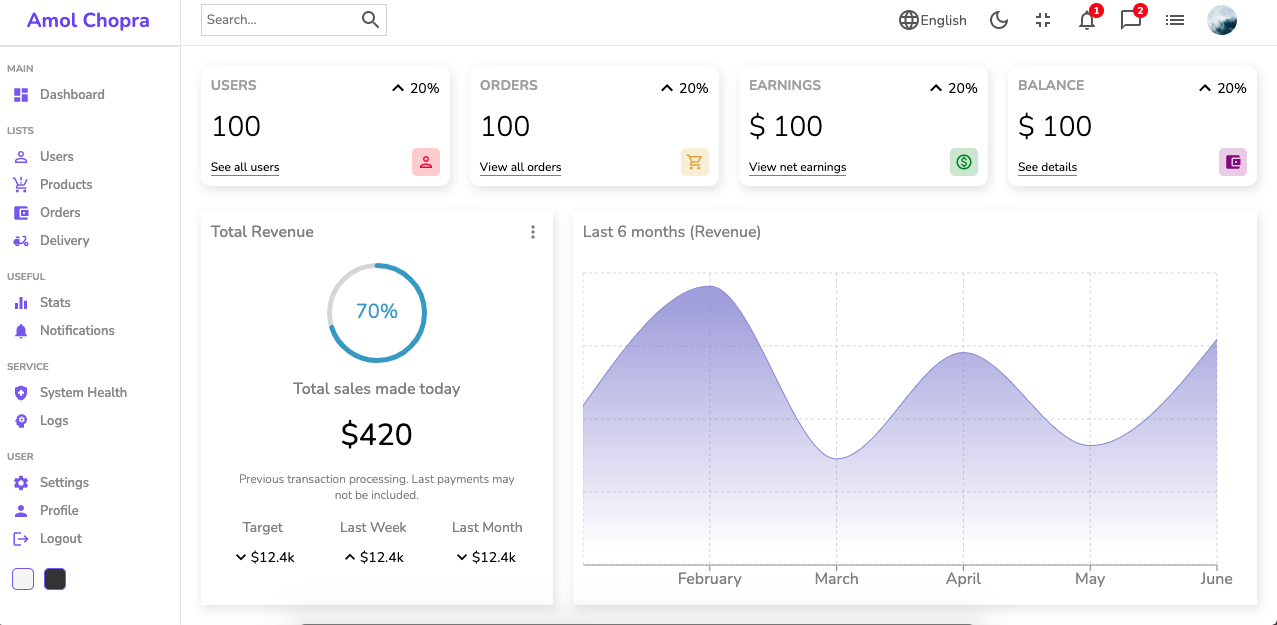 Amol Chopra
Search...
English
1
2
MAIN
Dashboard
LISTS
Users
Products
Orders
Delivery
USEFUL
Stats
Notifications
SERVICE
System Health
Logs
USER
Settings
Profile
Logout
USERS
20%
100
See all users
ORDERS
20%
100
View all orders
EARNINGS
20%
$ 100
View net earnings
BALANCE
20%
$ 100
See details
Total Revenue
70%
Total sales made today
$420
Previous transaction processing. Last payments may
not be included.
Target Last Week Last Month
$12.4k $12.4k $12.4k
Last 6 months (Revenue)
February March April May June